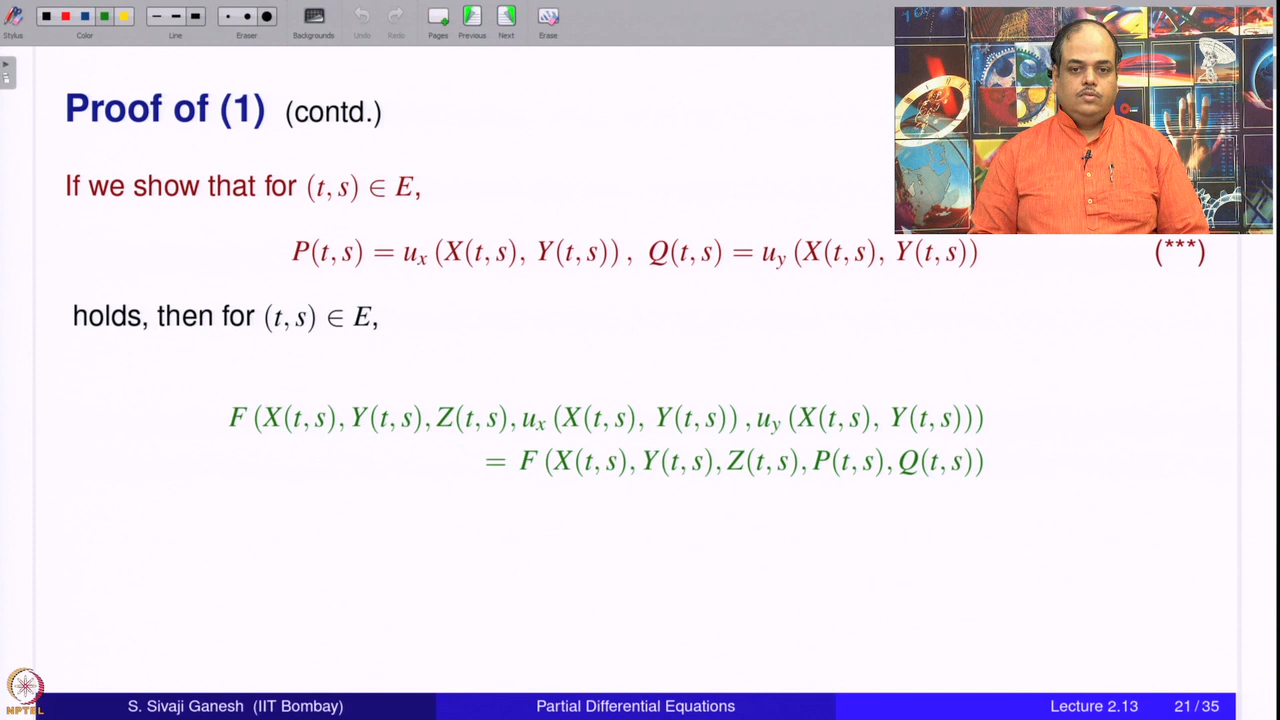 Stylus
Color
Line
Eraser
Backgrounds
Undo
Redo
Pages
Previous
Next
Erase
Proof of (1) (contd.)
If we show that for (t, s) ∈ E,
P(t, s) = u_x (X(t, s), Y(t, s)) , Q(t, s) = u_y (X(t, s), Y(t, s)) (***)
holds, then for (t, s) ∈ E,
F (X(t, s), Y(t, s), Z(t, s), u_x (X(t, s), Y(t, s)) , u_y (X(t, s), Y(t, s)))
= F (X(t, s), Y(t, s), Z(t, s), P(t, s), Q(t, s))
NPTEL
S. Sivaji Ganesh (IIT Bombay) Partial Differential Equations Lecture 2.13 21 / 35